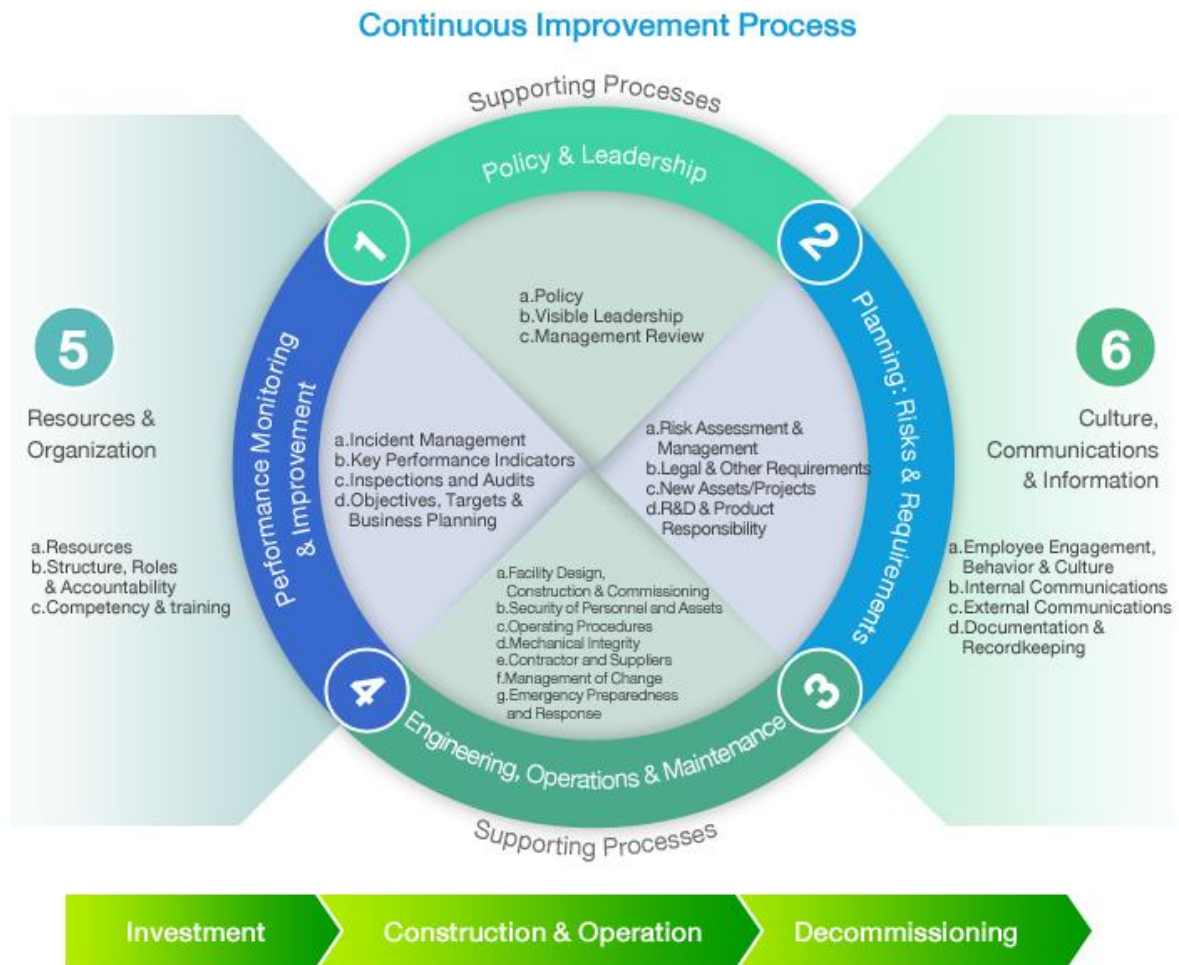 Continuous Improvement Process
Supporting Processes
Policy & Leadership
1
2
a.Policy
b.Visible Leadership
c.Management Review
5
Resources &
Organization
a.Resources
b.Structure, Roles
& Accountability
c.Competency & training
Performance Monitoring
& Improvement
a.Incident Management
b.Key Performance Indicators
c.Inspections and Audits
d.Objectives, Targets &
Business Planning
a.Risk Assessment &
Management
b.Legal & Other Requirements
c.New Assets/Projects
d.R&D & Product
Responsibility
Planning: Risks & Requirements
6
Culture,
Communications
& Information
a.Employee Engagement,
Behavior & Culture
b.Internal Communications
c.External Communications
d.Documentation &
Recordkeeping
a.Facility Design,
Construction & Commissioning
b.Security of Personnel and Assets
c.Operating Procedures
d.Mechanical Integrity
e.Contractor and Suppliers
f.Management of Change
g.Emergency Preparedness
and Response
4
3
Engineering, Operations & Maintenance
Supporting Processes
Investment
Construction & Operation
Decommissioning